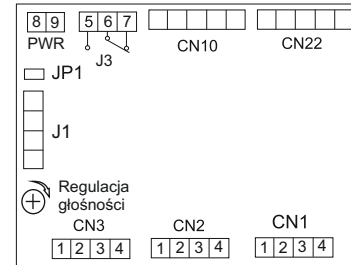 8 9 5 6 7
PWR J3 CN10 CN22
JP1
J1
Regulacja
głośności
CN3 CN2 CN1
1 2 3 4 1 2 3 4 1 2 3 4